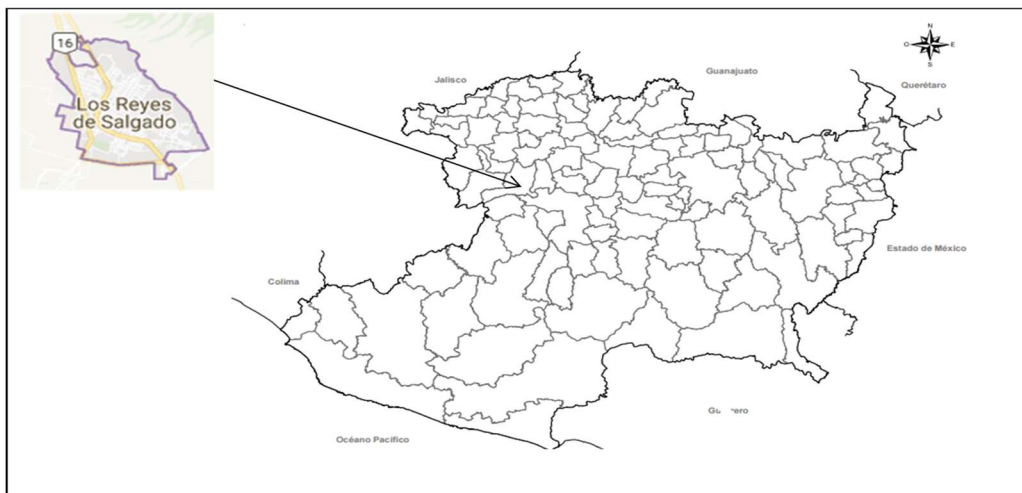 16
Los Reyes
de Salgado
N
O
E
S
Jalisco
Guanajuato
Querétaro
Estado de México
Colima
Océano Pacífico